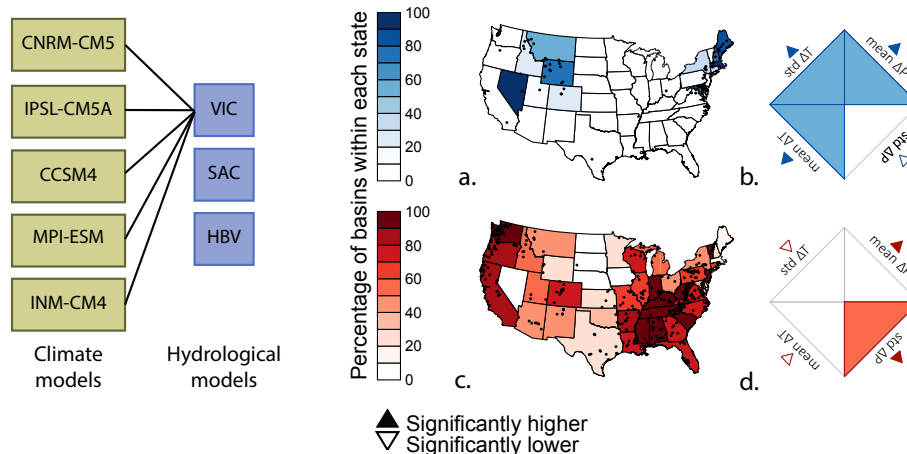 CNRM-CM5
IPSL-CM5A
CCSM4
MPI-ESM
INM-CM4
Climate
models
VIC
SAC
HBV
Hydrological
models
Percentage of basins within each state
100
80
60
40
20
0
a.
std ΔT
mean ΔP
mean ΔT
std ΔP
b.
100
80
60
40
20
0
c.
std ΔT
mean ΔP
mean ΔT
std ΔP
d.
Significantly higher
Significantly lower